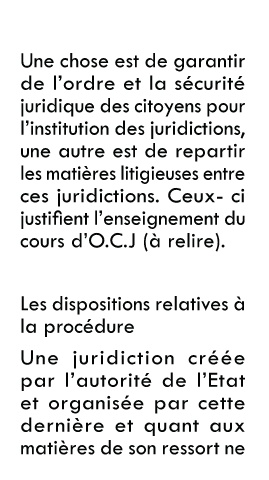 Une chose est de garantir
de l’ordre et la sécurité
juridique des citoyens pour
l’institution des juridictions,
une autre est de repartir
les matières litigieuses entre
ces juridictions. Ceux- ci
justifient l’enseignement du
cours d’O.C.J (à relire).
Les dispositions relatives à
la procédure
Une juridiction créée
par l’autorité de l’Etat
et organisée par cette
dernière et quant aux
matières de son ressort ne